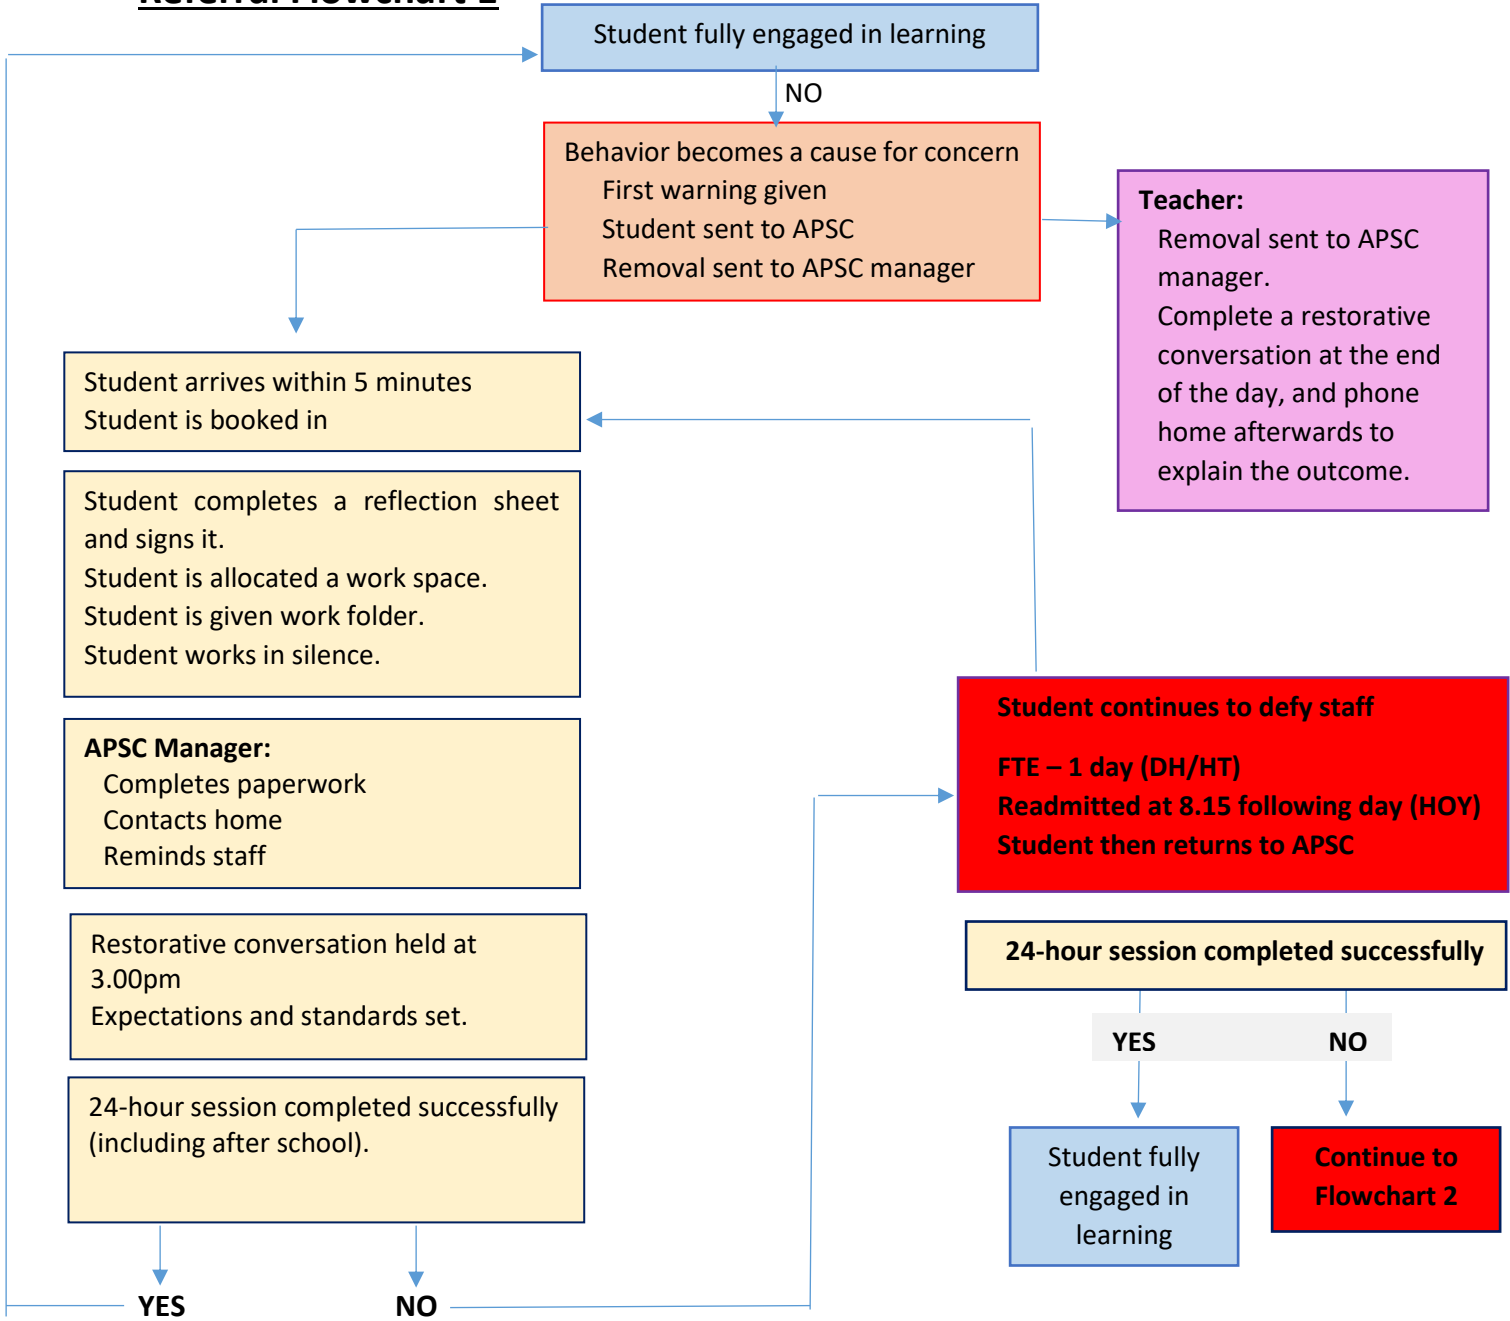 Student fully engaged in learning
NO
Behavior becomes a cause for concern
First warning given
Student sent to APSC
Removal sent to APSC manager
Teacher:
Removal sent to APSC
manager.
Complete a restorative
conversation at the end
of the day, and phone
home afterwards to
explain the outcome.
Student arrives within 5 minutes
Student is booked in
Student completes a reflection sheet
and signs it.
Student is allocated a work space.
Student is given work folder.
Student works in silence.
APSC Manager:
Completes paperwork
Contacts home
Reminds staff
Restorative conversation held at
3.00pm
Expectations and standards set.
24-hour session completed successfully
(including after school).
YES
NO
Student continues to defy staff
FTE – 1 day (DH/HT)
Readmitted at 8.15 following day (HOY)
Student then returns to APSC
24-hour session completed successfully
YES
NO
Student fully
engaged in
learning
Continue to
Flowchart 2